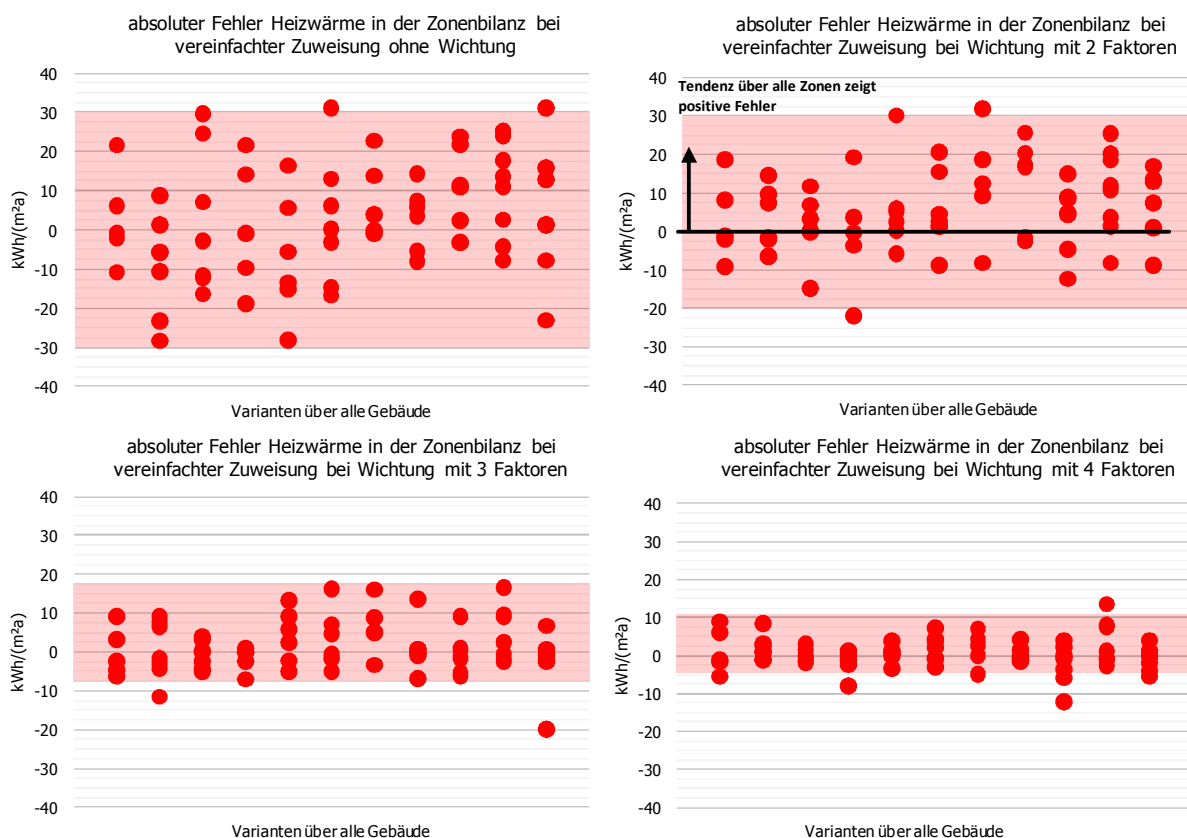 absoluter Fehler Heizwärme in der Zonenbilanz bei
vereinfachter Zuweisung ohne Wichtung
40
30
20
10
0
-10
-20
-30
-40
kWh/(m²a)
Varianten über alle Gebäude
absoluter Fehler Heizwärme in der Zonenbilanz bei
vereinfachter Zuweisung bei Wichtung mit 2 Faktoren
Tendenz über alle Zonen zeigt
positive Fehler
40
30
20
10
0
-10
-20
-30
-40
kWh/(m²a)
Varianten über alle Gebäude
absoluter Fehler Heizwärme in der Zonenbilanz bei
vereinfachter Zuweisung bei Wichtung mit 3 Faktoren
40
30
20
10
0
-10
-20
-30
-40
kWh/(m²a)
Varianten über alle Gebäude
absoluter Fehler Heizwärme in der Zonenbilanz bei
vereinfachter Zuweisung bei Wichtung mit 4 Faktoren
40
30
20
10
0
-10
-20
-30
-40
kWh/(m²a)
Varianten über alle Gebäude